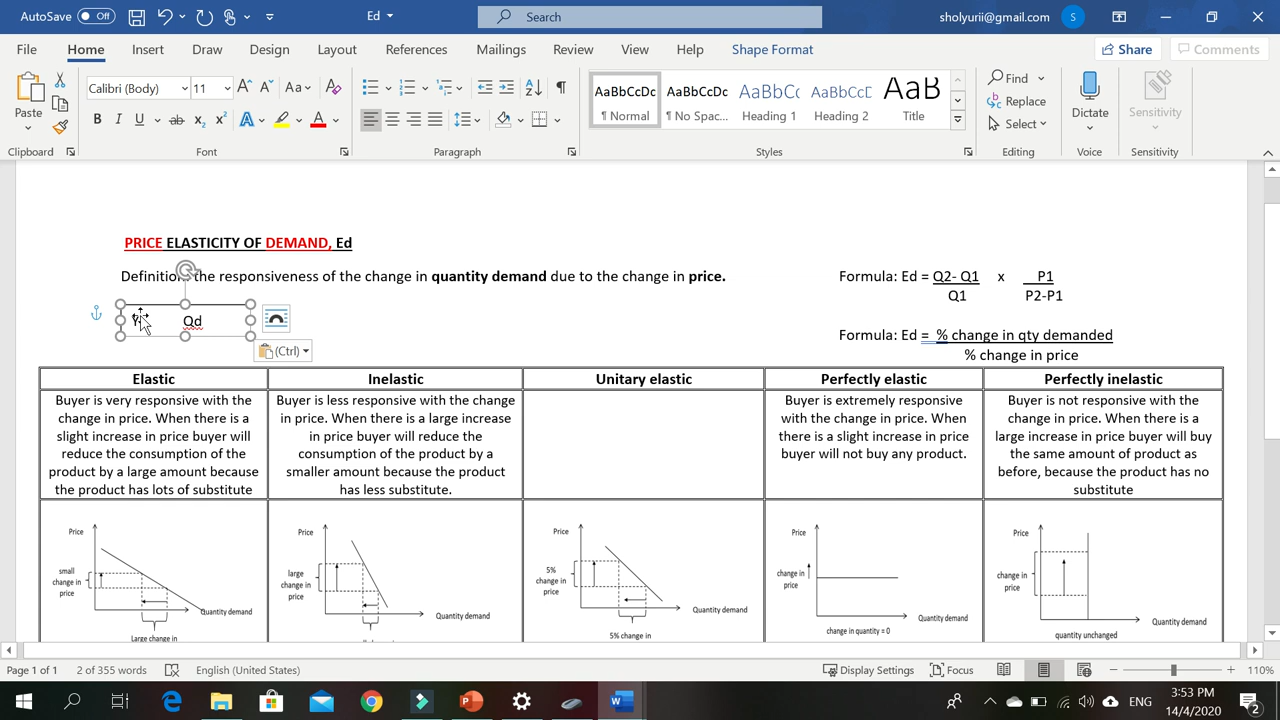 AutoSave Off
Ed
Search
sholyurii@gmail.com
S
File Home Insert Draw Design Layout References Mailings Review View Help Shape Format
Share
Comments
Paste
Clipboard
Calibri (Body) 11
Font
Paragraph
AaBbCcDc AaBbCcDc AaBbCc AaBbCcD AaB
¶ Normal ¶ No Spac... Heading 1 Heading 2 Title
Styles
Find
Replace
Select
Editing
Dictate
Voice
Sensitivity
Sensitivity
PRICE ELASTICITY OF DEMAND, Ed
Definition: the responsiveness of the change in quantity demand due to the change in price.
Formula: Ed = Q2- Q1 x P1
Q1 P2-P1
Qd
(Ctrl)
Formula: Ed = % change in qty demanded
% change in price
Elastic
Buyer is very responsive with the
change in price. When there is a
slight increase in price buyer will
reduce the consumption of the
product by a large amount because
the product has lots of substitute
Inelastic
Buyer is less responsive with the change
in price. When there is a large increase
in price buyer will reduce the
consumption of the product by a
smaller amount because the product
has less substitute.
Unitary elastic
Perfectly elastic
Buyer is extremely responsive
with the change in price. When
there is a slight increase in price
buyer will not buy any product.
Perfectly inelastic
Buyer is not responsive with the
change in price. When there is a
large increase in price buyer will buy
the same amount of product as
before, because the product has no
substitute
Price
small
change in
price
Quantity demand
Large change in
Price
large
change in
price
Quantity demand
Price
5%
change in
price
Quantity demand
5% change in
Price
change in
price
Quantity demand
change in quantity = 0
Price
change in
price
Quantity demand
quantity unchanged
Page 1 of 1 2 of 355 words English (United States)
Display Settings Focus 110%
ENG
3:53 PM
14/4/2020
2